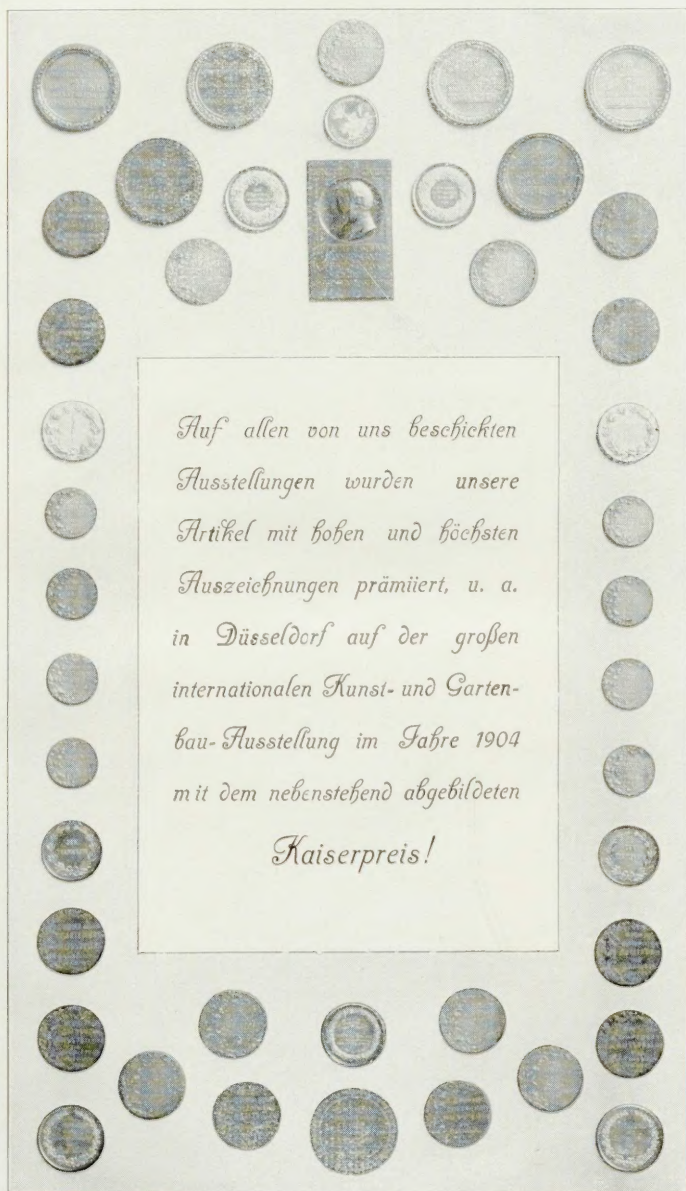 Auf allen von uns beschickten
Ausstellungen wurden unsere
Artikel mit hohen und höchsten
Auszeichnungen prämiiert, u. a.
in Düsseldorf auf der großen
internationalen Kunst- und Garten-
bau-Ausstellung im Jahre 1904
mit dem nebenstehend abgebildeten
Kaiserpreis!